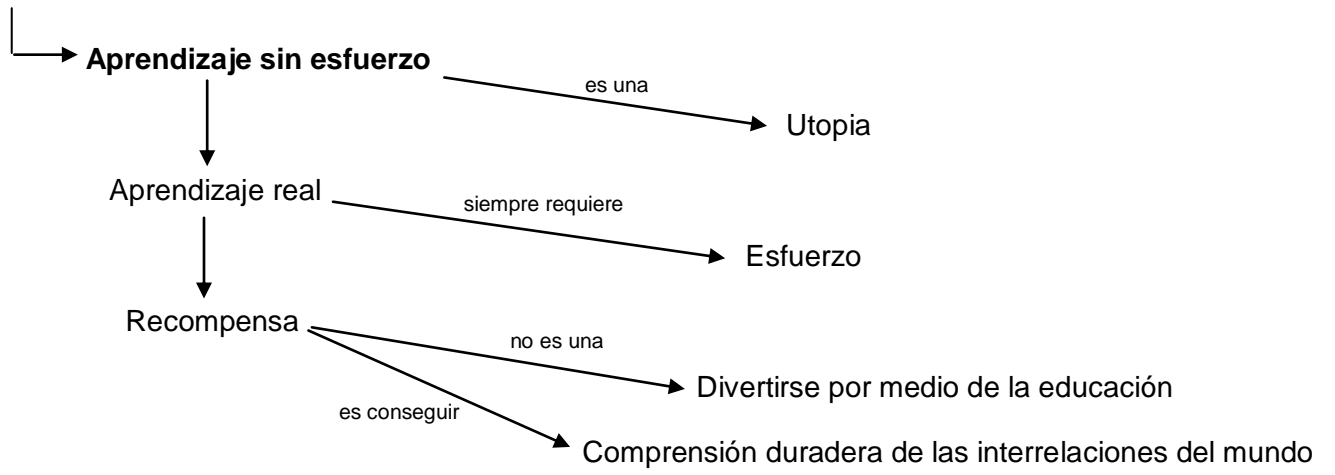 Aprendizaje sin esfuerzo
es una
Utopia
Aprendizaje real
siempre requiere
Esfuerzo
Recompensa
no es una
Divertirse por medio de la educación
es conseguir
Comprensión duradera de las interrelaciones del mundo